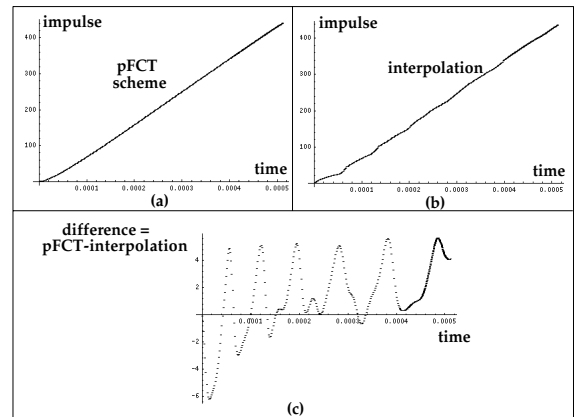 impulse
400
300
200
100
pFCT
scheme
0.0001 0.0002 0.0003 0.0004 0.0005
time
(a)
impulse
400
300
200
100
interpolation
0.0001 0.0002 0.0003 0.0004 0.0005
time
(b)
difference =
pFCT-interpolation
4
2
-2
-4
-6
0.0001 0.0002 0.0003 0.0004 0.0005
time
(c)